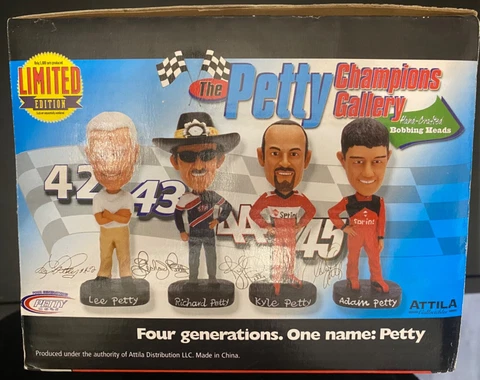 LIMITED
EDITION
The Petty Champions
Gallery
Hand-Crafted
Bobbing Heads
42
43
44
45
Sprint
Sprint
Lee Petty
Richard Petty
Kyle Petty
Adam Petty
PETTY
ATTILA
Four generations. One name: Petty
Produced under the authority of Attila Distribution LLC. Made in China.